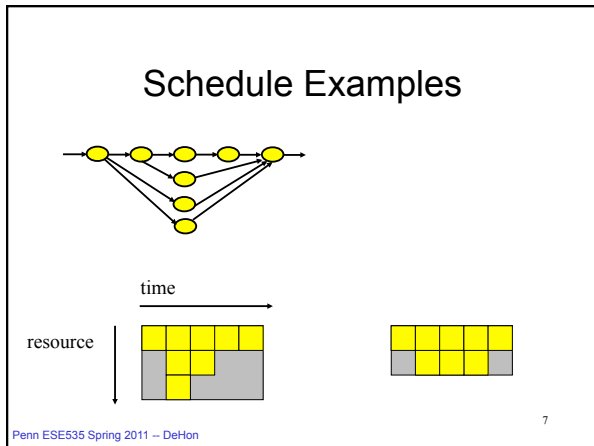 Schedule Examples
time
resource
Penn ESE535 Spring 2011 -- DeHon
7